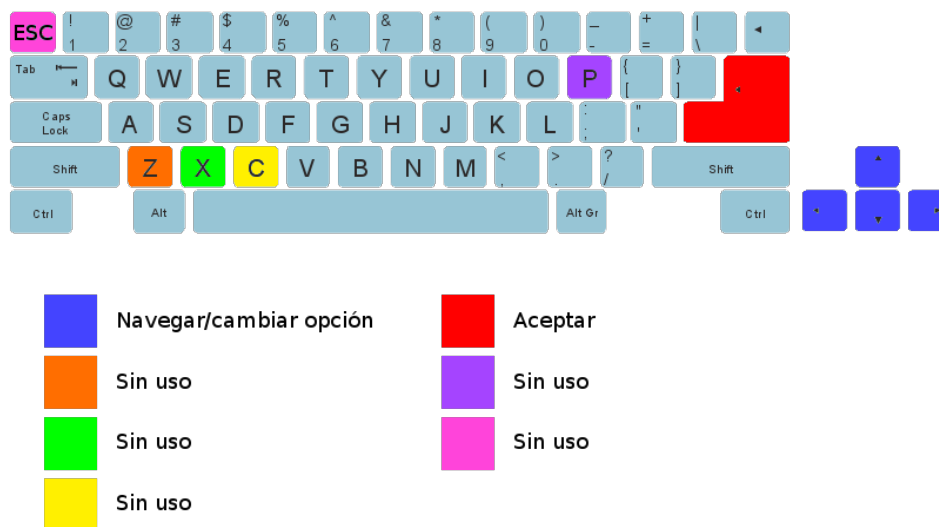 ESC ! 1 @ 2 # 3 $ 4 % 5 ^ 6 & 7 * 8 ( 9 ) 0 _ - + = | \
Tab Q W E R T Y U I O P { [ } ]
Caps Lock A S D F G H J K L : ; " '
Shift Z X C V B N M < , > . ? / Shift
Ctrl Alt Alt Gr Ctrl
Navegar/cambiar opción
Aceptar
Sin uso
Sin uso
Sin uso
Sin uso
Sin uso